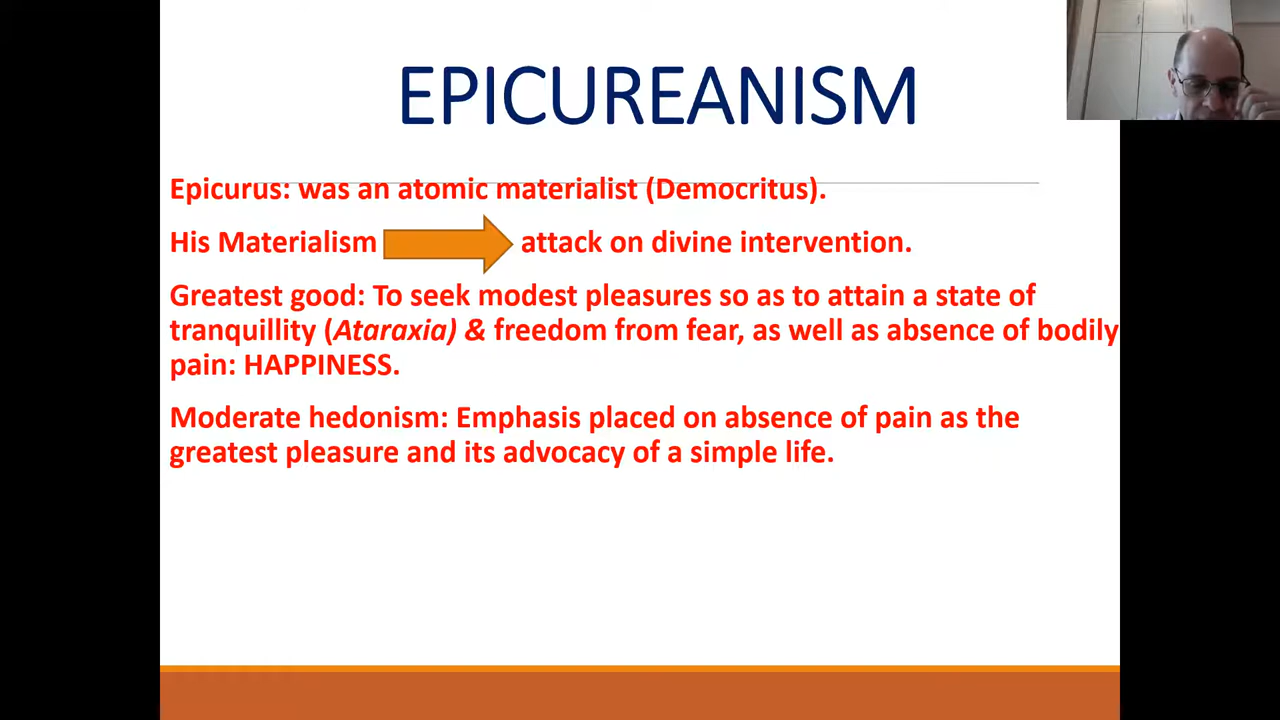 EPICUREANISM
Epicurus: was an atomic materialist (Democritus).
His Materialism attack on divine intervention.
Greatest good: To seek modest pleasures so as to attain a state of
tranquillity (Ataraxia) & freedom from fear, as well as absence of bodily
pain: HAPPINESS.
Moderate hedonism: Emphasis placed on absence of pain as the
greatest pleasure and its advocacy of a simple life.